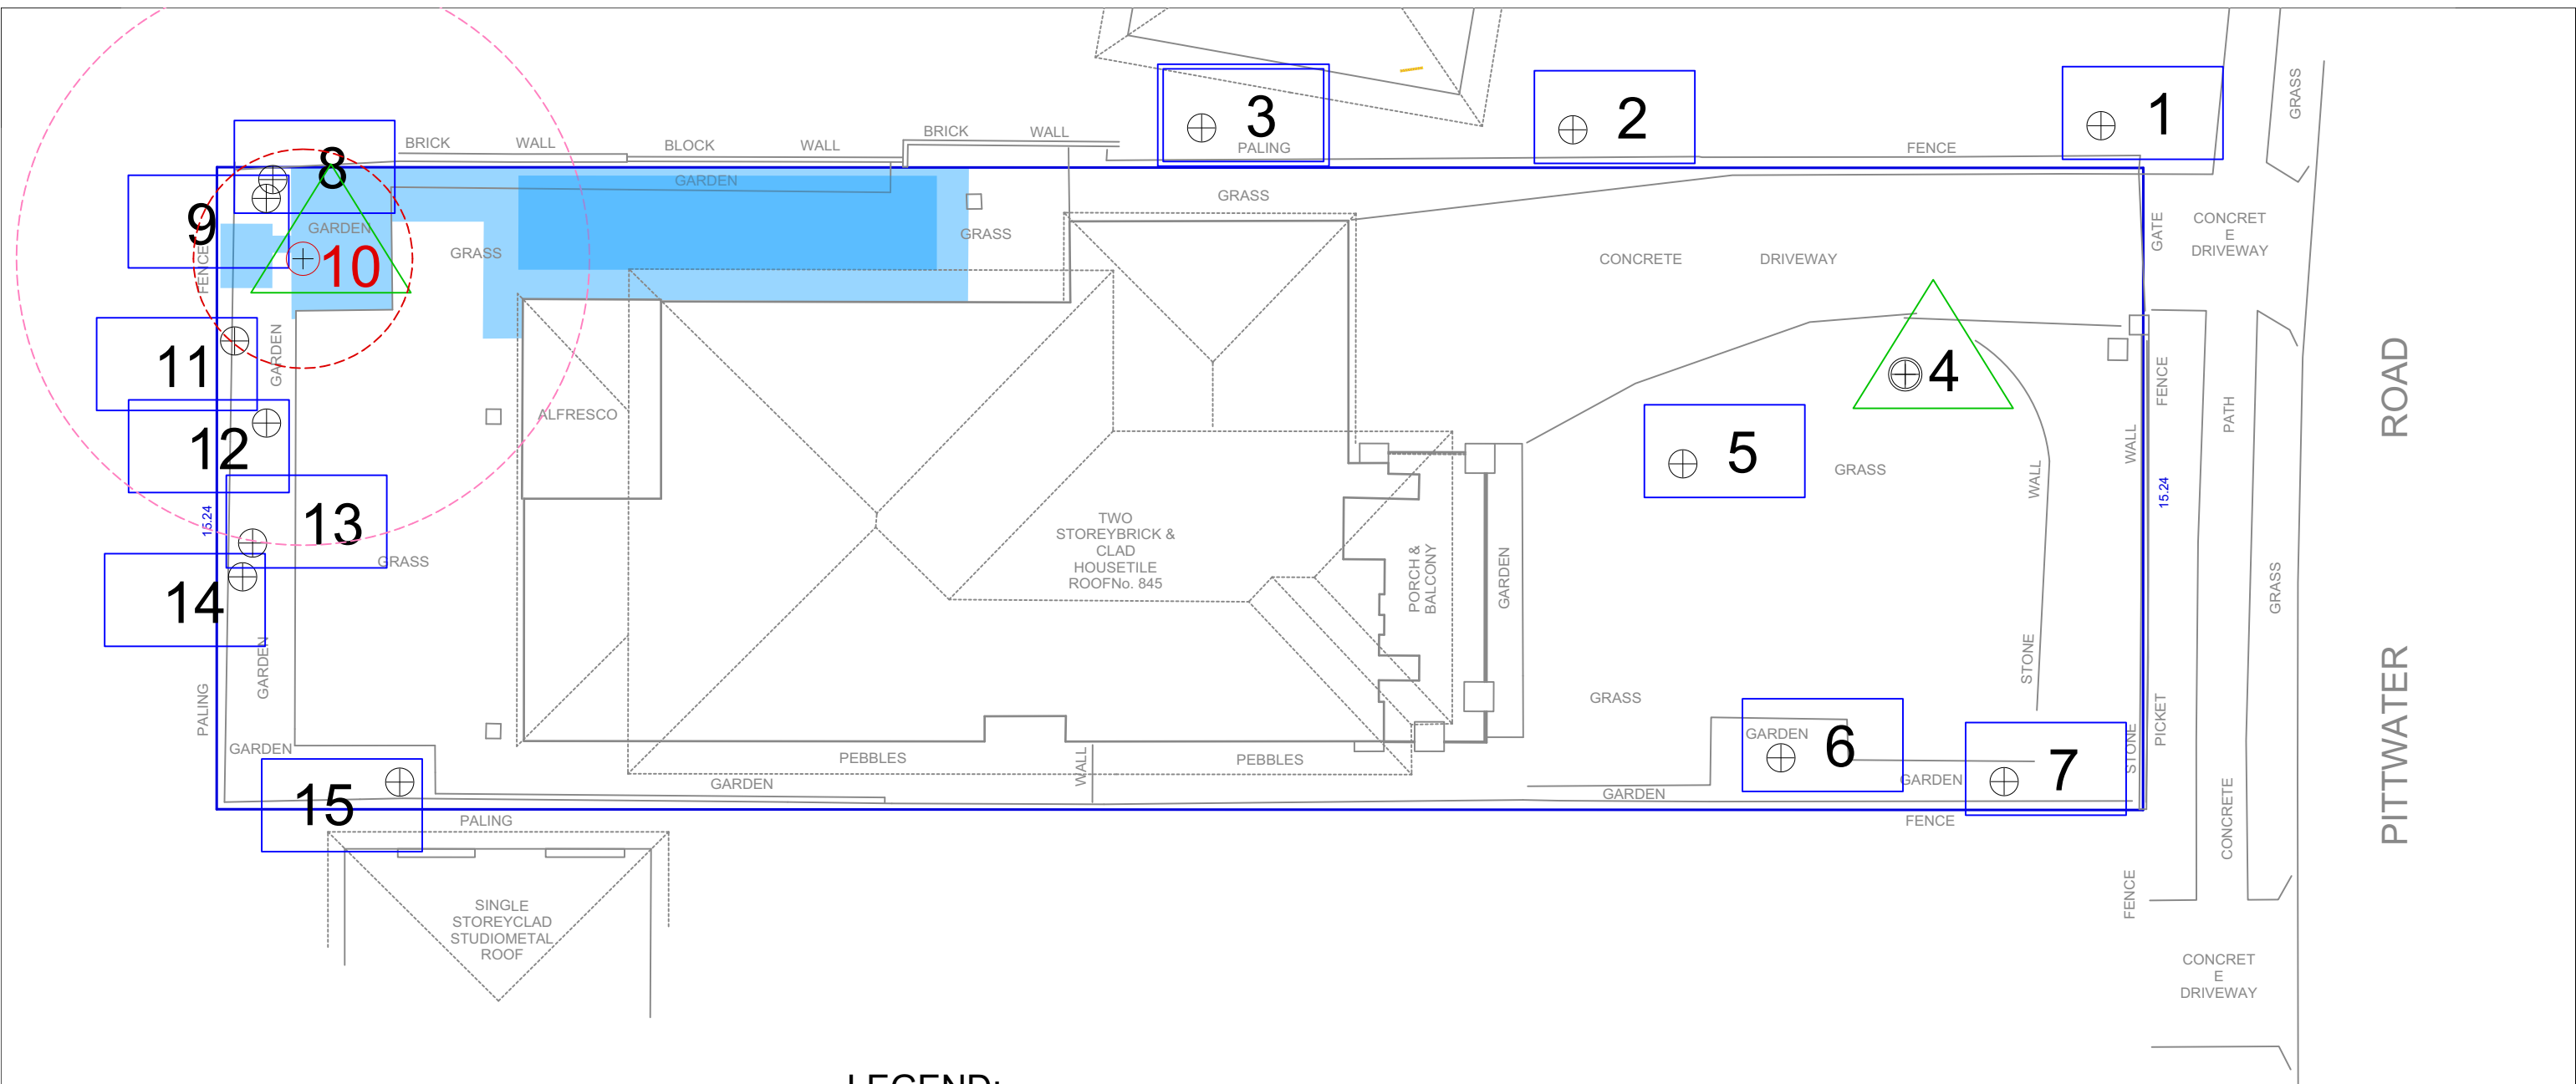 GRASS
1
2
3
PALING
FENCE
BRICK WALL
BLOCK WALL
BRICK WALL
8
GARDEN
9
GARDEN
10
FENCE
GRASS
GRASS
GRASS
GATE
CONCRET
E
DRIVEWAY
CONCRETE DRIVEWAY
11
GARDEN
4
FENCE
PATH
ROAD
ALFRESCO
12
5
GRASS
WALL
WALL
15.24
15.24
13
GRASS
TWO
STOREYBRICK &
CLAD
HOUSETILE
ROOFNo. 845
PORCH &
BALCONY
GARDEN
GRASS
14
GARDEN
PALING
STONE
GRASS
PITTWATER
GARDEN
PEBBLES
WALL
PEBBLES
GARDEN
6
STONE
PICKET
15
GARDEN
GARDEN
GARDEN
7
PALING
FENCE
CONCRETE
SINGLE
STOREYCLAD
STUDIOMETAL
ROOF
FENCE
CONCRET
E
DRIVEWAY
LEGEND: